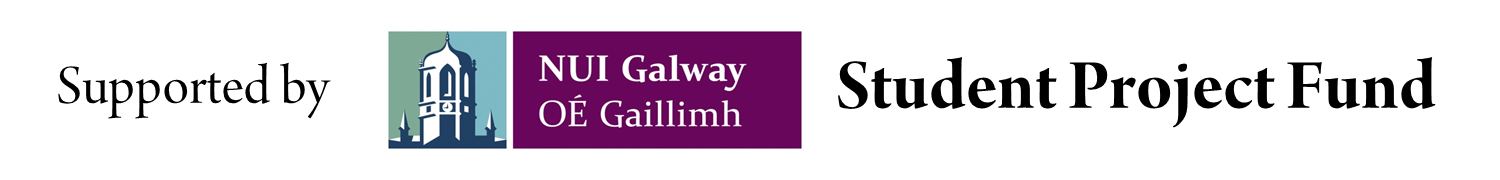 Supported by
NUI Galway
OÉ Gaillimh
Student Project Fund